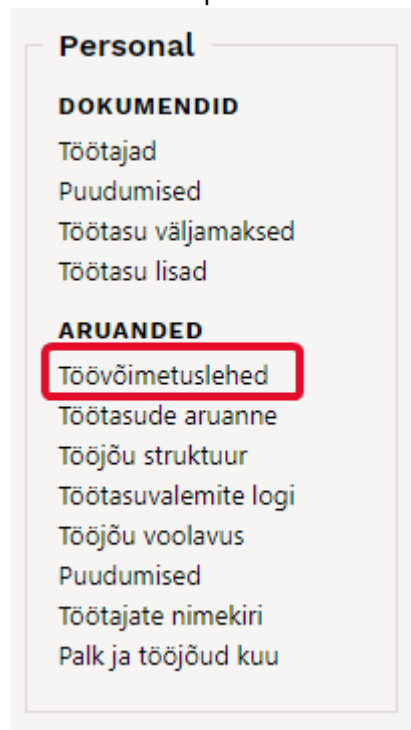 Personal
DOKUMENDID
Töötajad
Puudumised
Töötasu väljamaksed
Töötasu lisad
ARUANDED
Töövõimetuslehed
Töötasude aruanne
Tööjõu struktuur
Töötasuvalemite logi
Tööjõu voolavus
Puudumised
Töötajate nimekiri
Palk ja tööjõud kuu